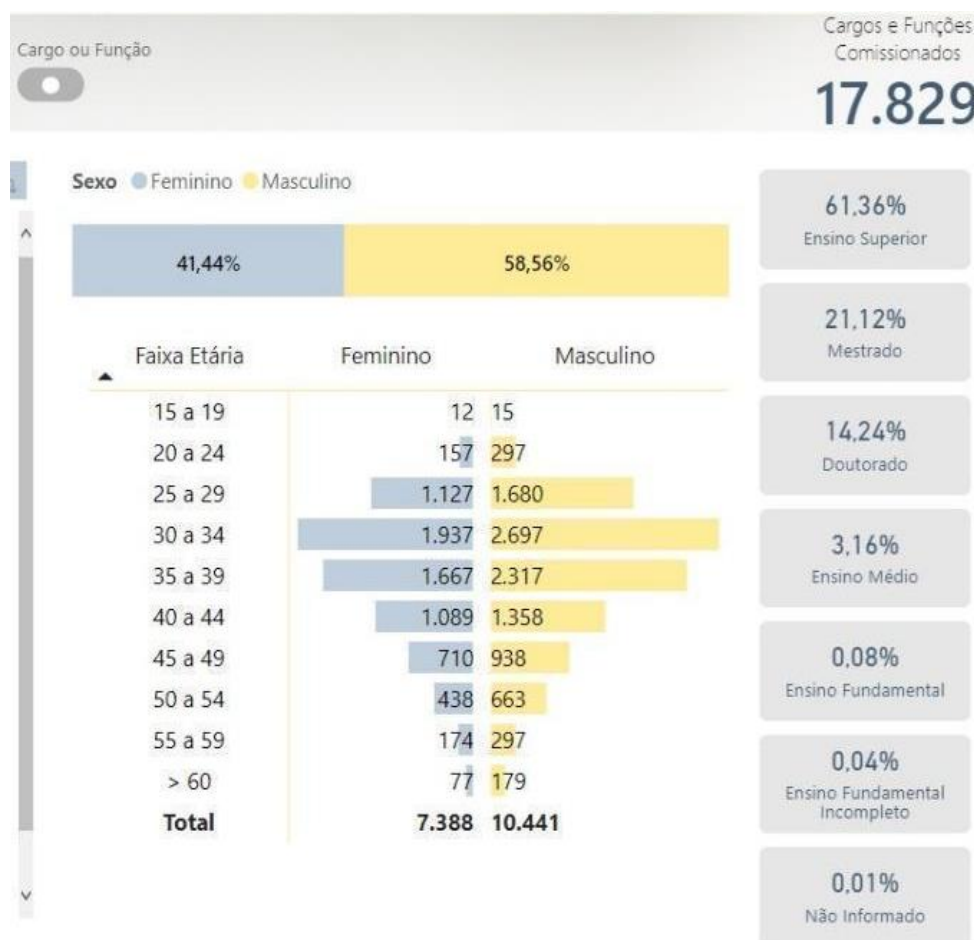 Cargo ou Função
Cargos e Funções
Comissionados
17.829
Sexo Feminino Masculino
41,44% 58,56%
Faixa Etária Feminino Masculino
15 a 19 12 15
20 a 24 157 297
25 a 29 1.127 1.680
30 a 34 1.937 2.697
35 a 39 1.667 2.317
40 a 44 1.089 1.358
45 a 49 710 938
50 a 54 438 663
55 a 59 174 297
> 60 77 179
Total 7.388 10.441
61,36%
Ensino Superior
21,12%
Mestrado
14,24%
Doutorado
3,16%
Ensino Médio
0,08%
Ensino Fundamental
0,04%
Ensino Fundamental
Incompleto
0,01%
Não Informado